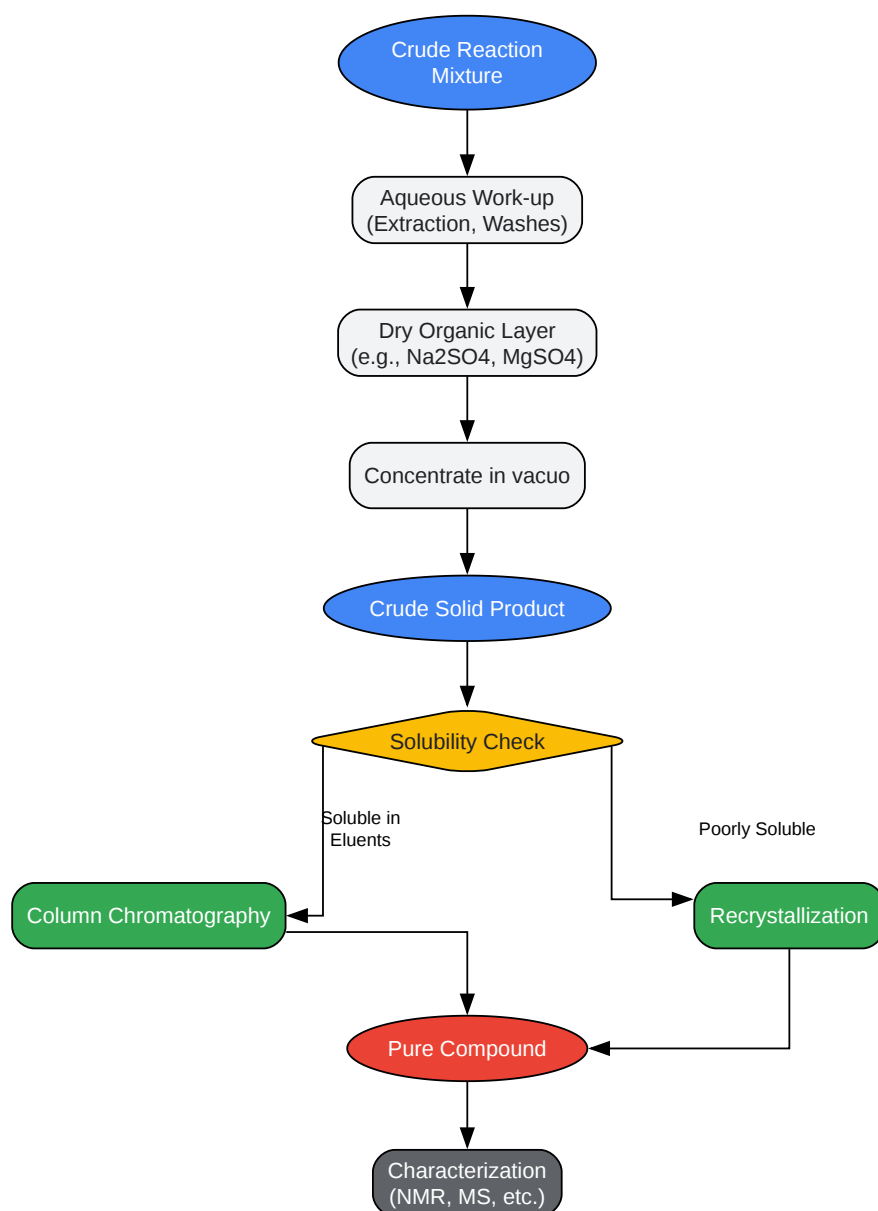 Crude Reaction
Mixture
Aqueous Work-up
(Extraction, Washes)
Dry Organic Layer
(e.g., Na2SO4, MgSO4)
Concentrate in vacuo
Crude Solid Product
Solubility Check
Soluble in
Eluents
Poorly Soluble
Column Chromatography
Recrystallization
Pure Compound
Characterization
(NMR, MS, etc.)